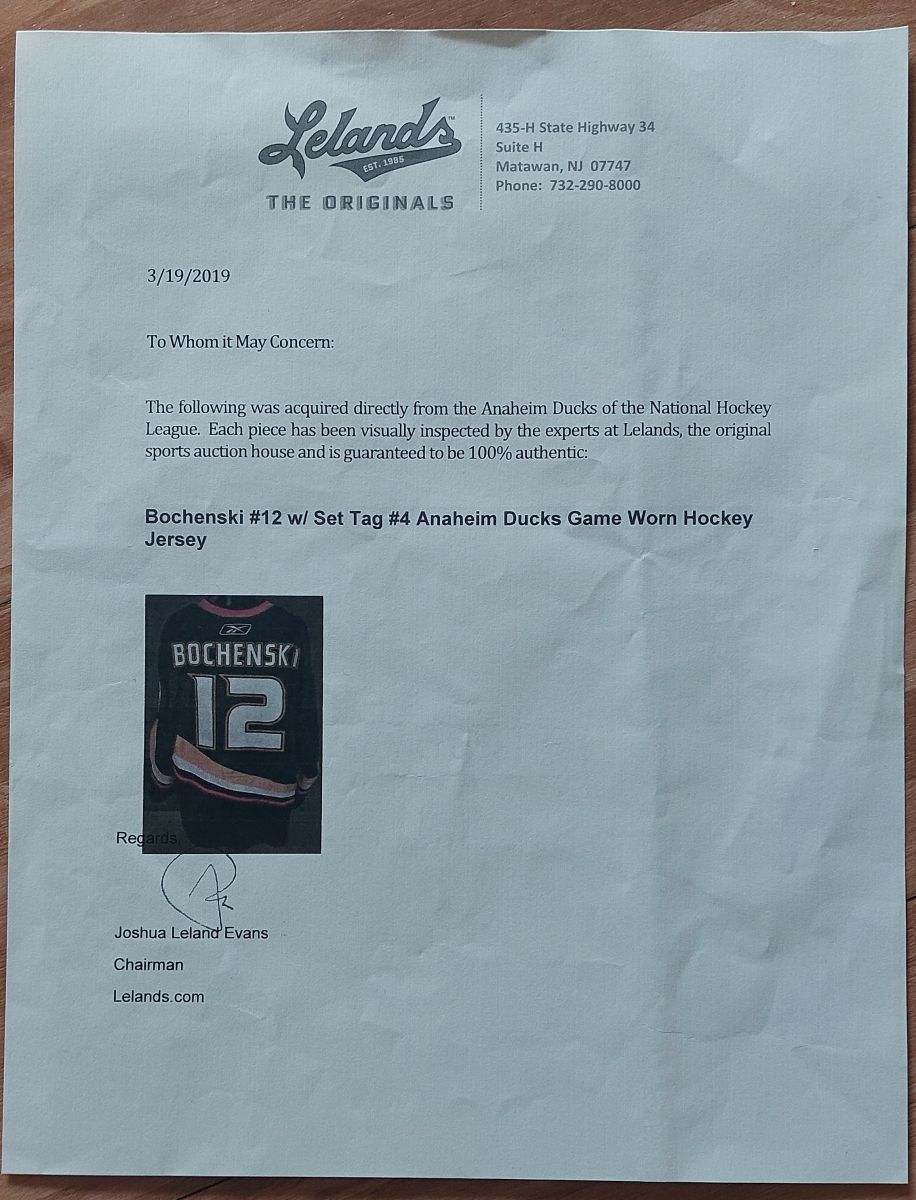 Lelands™
EST. 1985
THE ORIGINALS
435-H State Highway 34
Suite H
Matawan, NJ 07747
Phone: 732-290-8000
3/19/2019
To Whom it May Concern:
The following was acquired directly from the Anaheim Ducks of the National Hockey
League. Each piece has been visually inspected by the experts at Lelands, the original
sports auction house and is guaranteed to be 100% authentic:
Bochenski #12 w/ Set Tag #4 Anaheim Ducks Game Worn Hockey
Jersey
BOCHENSKI
12
Regards,
Joshua Leland Evans
Chairman
Lelands.com